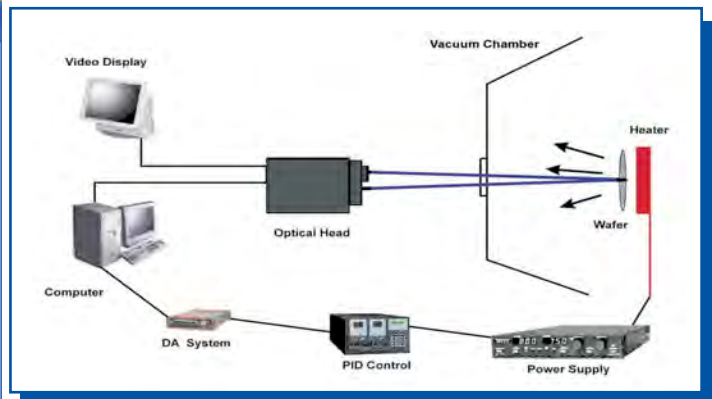 Vacuum Chamber
Video Display
Heater
Optical Head
Wafer
Computer
DA System
PID Control
Power Supply